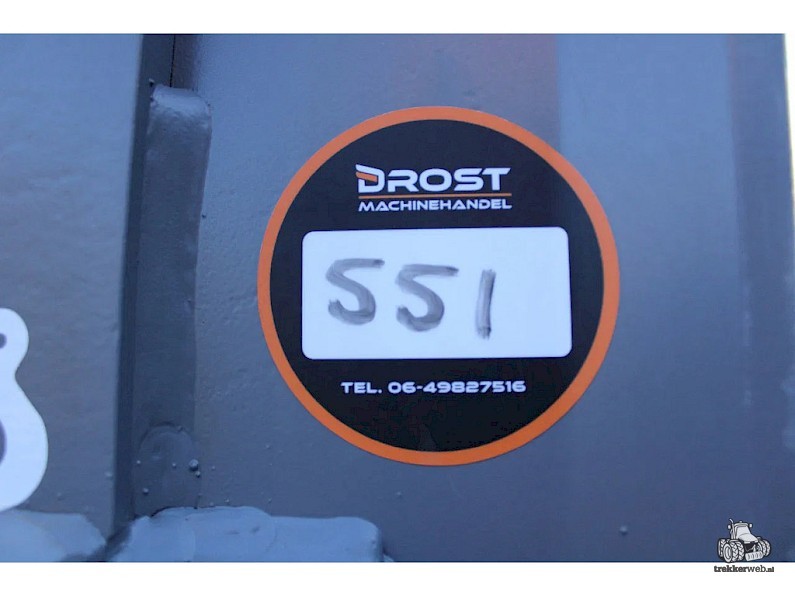 DROST
MACHINEHANDEL
551
TEL. 06-49827516
trekkerweb.nl